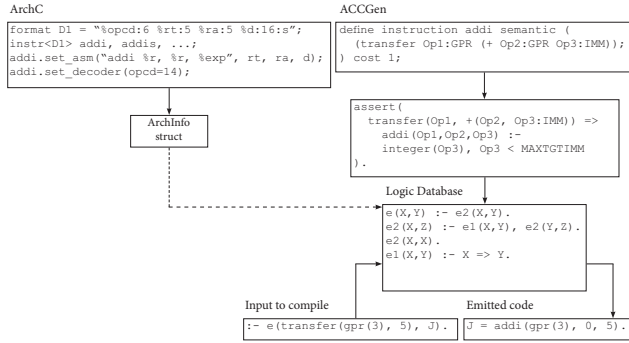 ArchC
format D1 = “%opcd:6 %rt:5 %ra:5 %d:16:s”;
instr<D1> addi, addis, ...;
addi.set_asm(“addi %r, %r, %exp”, rt, ra, d);
addi.set_decoder(opcd=14);
ArchInfo
struct
ACCGen
define instruction addi semantic (
(transfer Op1:GPR (+ Op2:GPR Op3:IMM));
) cost 1;
assert(
transfer(Op1, +(Op2, Op3:IMM)) =>
addi(Op1,Op2,Op3) :-
integer(Op3), Op3 < MAXTGTIMM
).
Logic Database
e(X,Y) :- e2(X,Y).
e2(X,Z) :- e1(X,Y), e2(Y,Z).
e2(X,X).
e1(X,Y) :- X => Y.
Input to compile
:- e(transfer(gpr(3), 5), J).
Emitted code
J = addi(gpr(3), 0, 5).